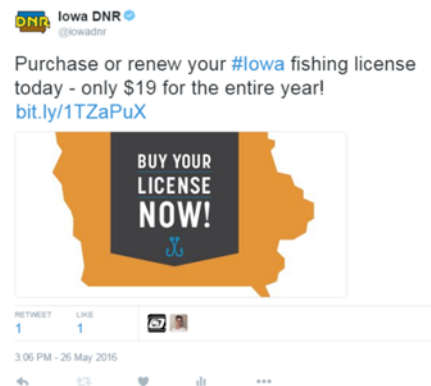 DNR Iowa DNR
@iowadnr
Purchase or renew your #Iowa fishing license
today - only $19 for the entire year!
bit.ly/1TZaPuX
BUY YOUR
LICENSE
NOW!
RETWEET LIKE
1 1
3:06 PM - 26 May 2016